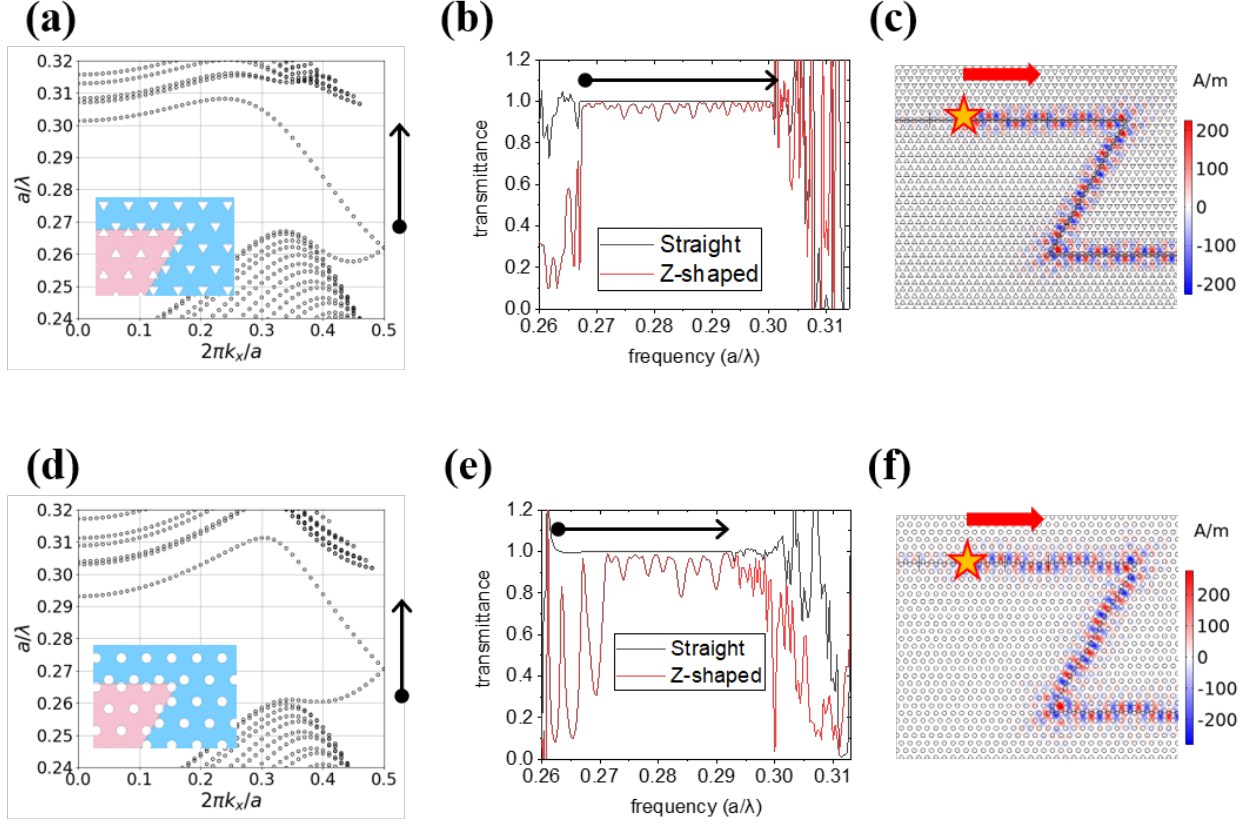 (a)
0.32
0.31
0.30
0.29
0.28
0.27
0.26
0.25
0.24
a/λ
0.0 0.1 0.2 0.3 0.4 0.5
2πkₓ/a
(b)
1.2
1.0
0.8
0.6
0.4
0.2
0.0
transmittance
Straight
Z-shaped
0.26 0.27 0.28 0.29 0.30 0.31
frequency (a/λ)
(c)
A/m
200
100
0
-100
-200
(d)
0.32
0.31
0.30
0.29
0.28
0.27
0.26
0.25
0.24
a/λ
0.0 0.1 0.2 0.3 0.4 0.5
2πkₓ/a
(e)
1.2
1.0
0.8
0.6
0.4
0.2
0.0
transmittance
Straight
Z-shaped
0.26 0.27 0.28 0.29 0.30 0.31
frequency (a/λ)
(f)
A/m
200
100
0
-100
-200